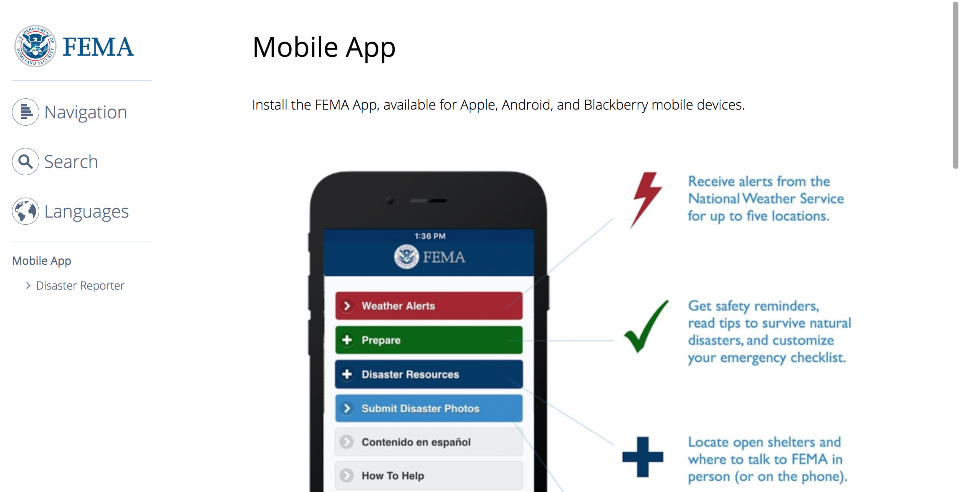 FEMA
Navigation
Search
Languages
Mobile App
Disaster Reporter
Mobile App
Install the FEMA App, available for Apple, Android, and Blackberry mobile devices.
1:36 PM
FEMA
Weather Alerts
Prepare
Disaster Resources
Submit Disaster Photos
Contenido en español
How To Help
Receive alerts from the
National Weather Service
for up to five locations.
Get safety reminders,
read tips to survive natural
disasters, and customize
your emergency checklist.
Locate open shelters and
where to talk to FEMA in
person (or on the phone).